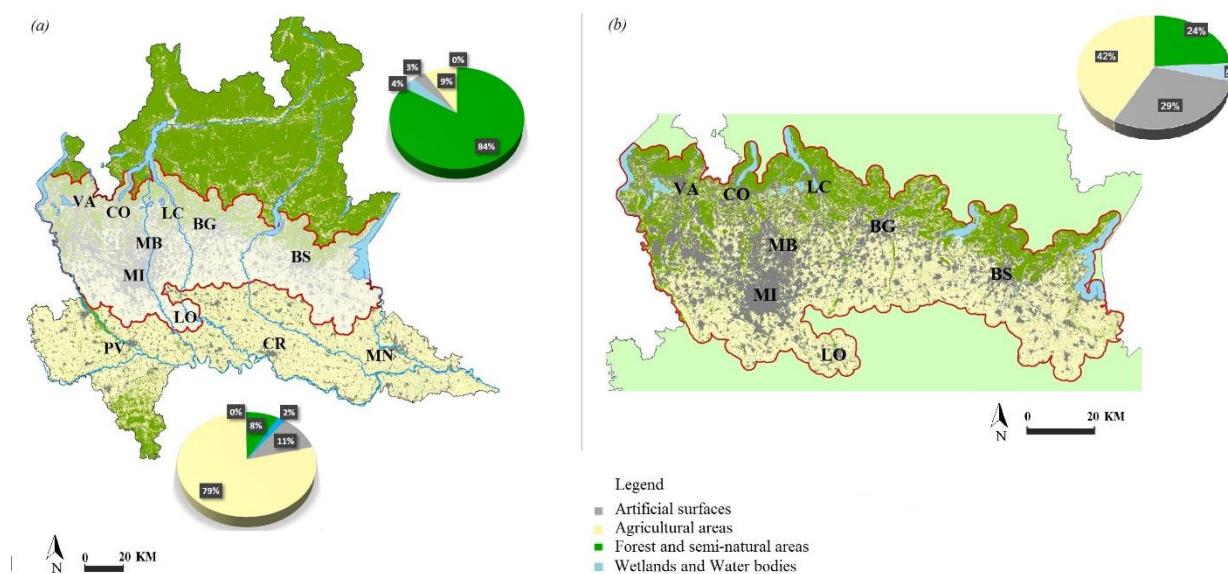 (a)
0%
3%
4%
9%
84%
VA
CO
LC
BG
MB
MI
BS
LO
PV
CR
MN
0%
2%
8%
11%
79%
N
0 20 KM
(b)
24%
42%
29%
VA
CO
LC
BG
MB
MI
BS
LO
N
0 20 KM
Legend
Artificial surfaces
Agricultural areas
Forest and semi-natural areas
Wetlands and Water bodies